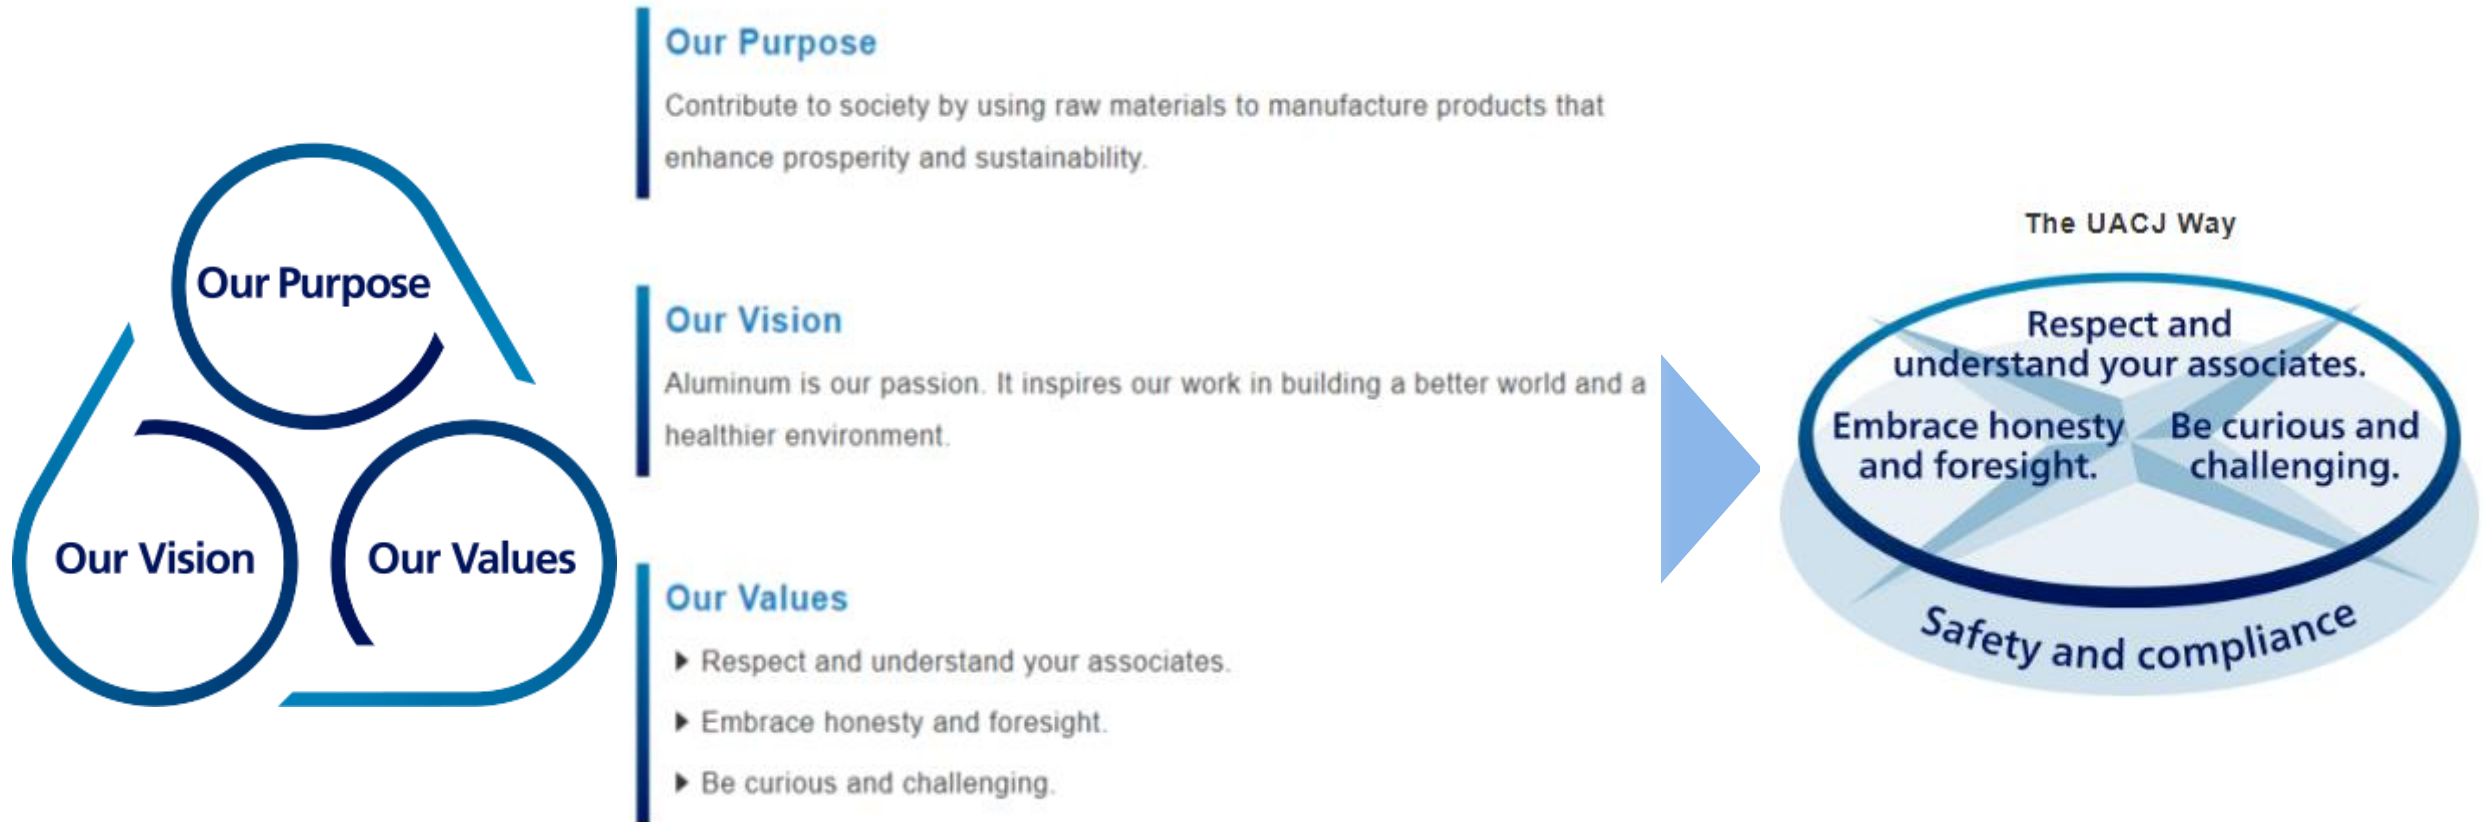 Our Purpose
Our Vision
Our Values
Our Purpose
Contribute to society by using raw materials to manufacture products that
enhance prosperity and sustainability.
Our Vision
Aluminum is our passion. It inspires our work in building a better world and a
healthier environment.
Our Values
Respect and understand your associates.
Embrace honesty and foresight.
Be curious and challenging.
The UACJ Way
Respect and
understand your associates.
Embrace honesty
and foresight.
Be curious and
challenging.
Safety and compliance